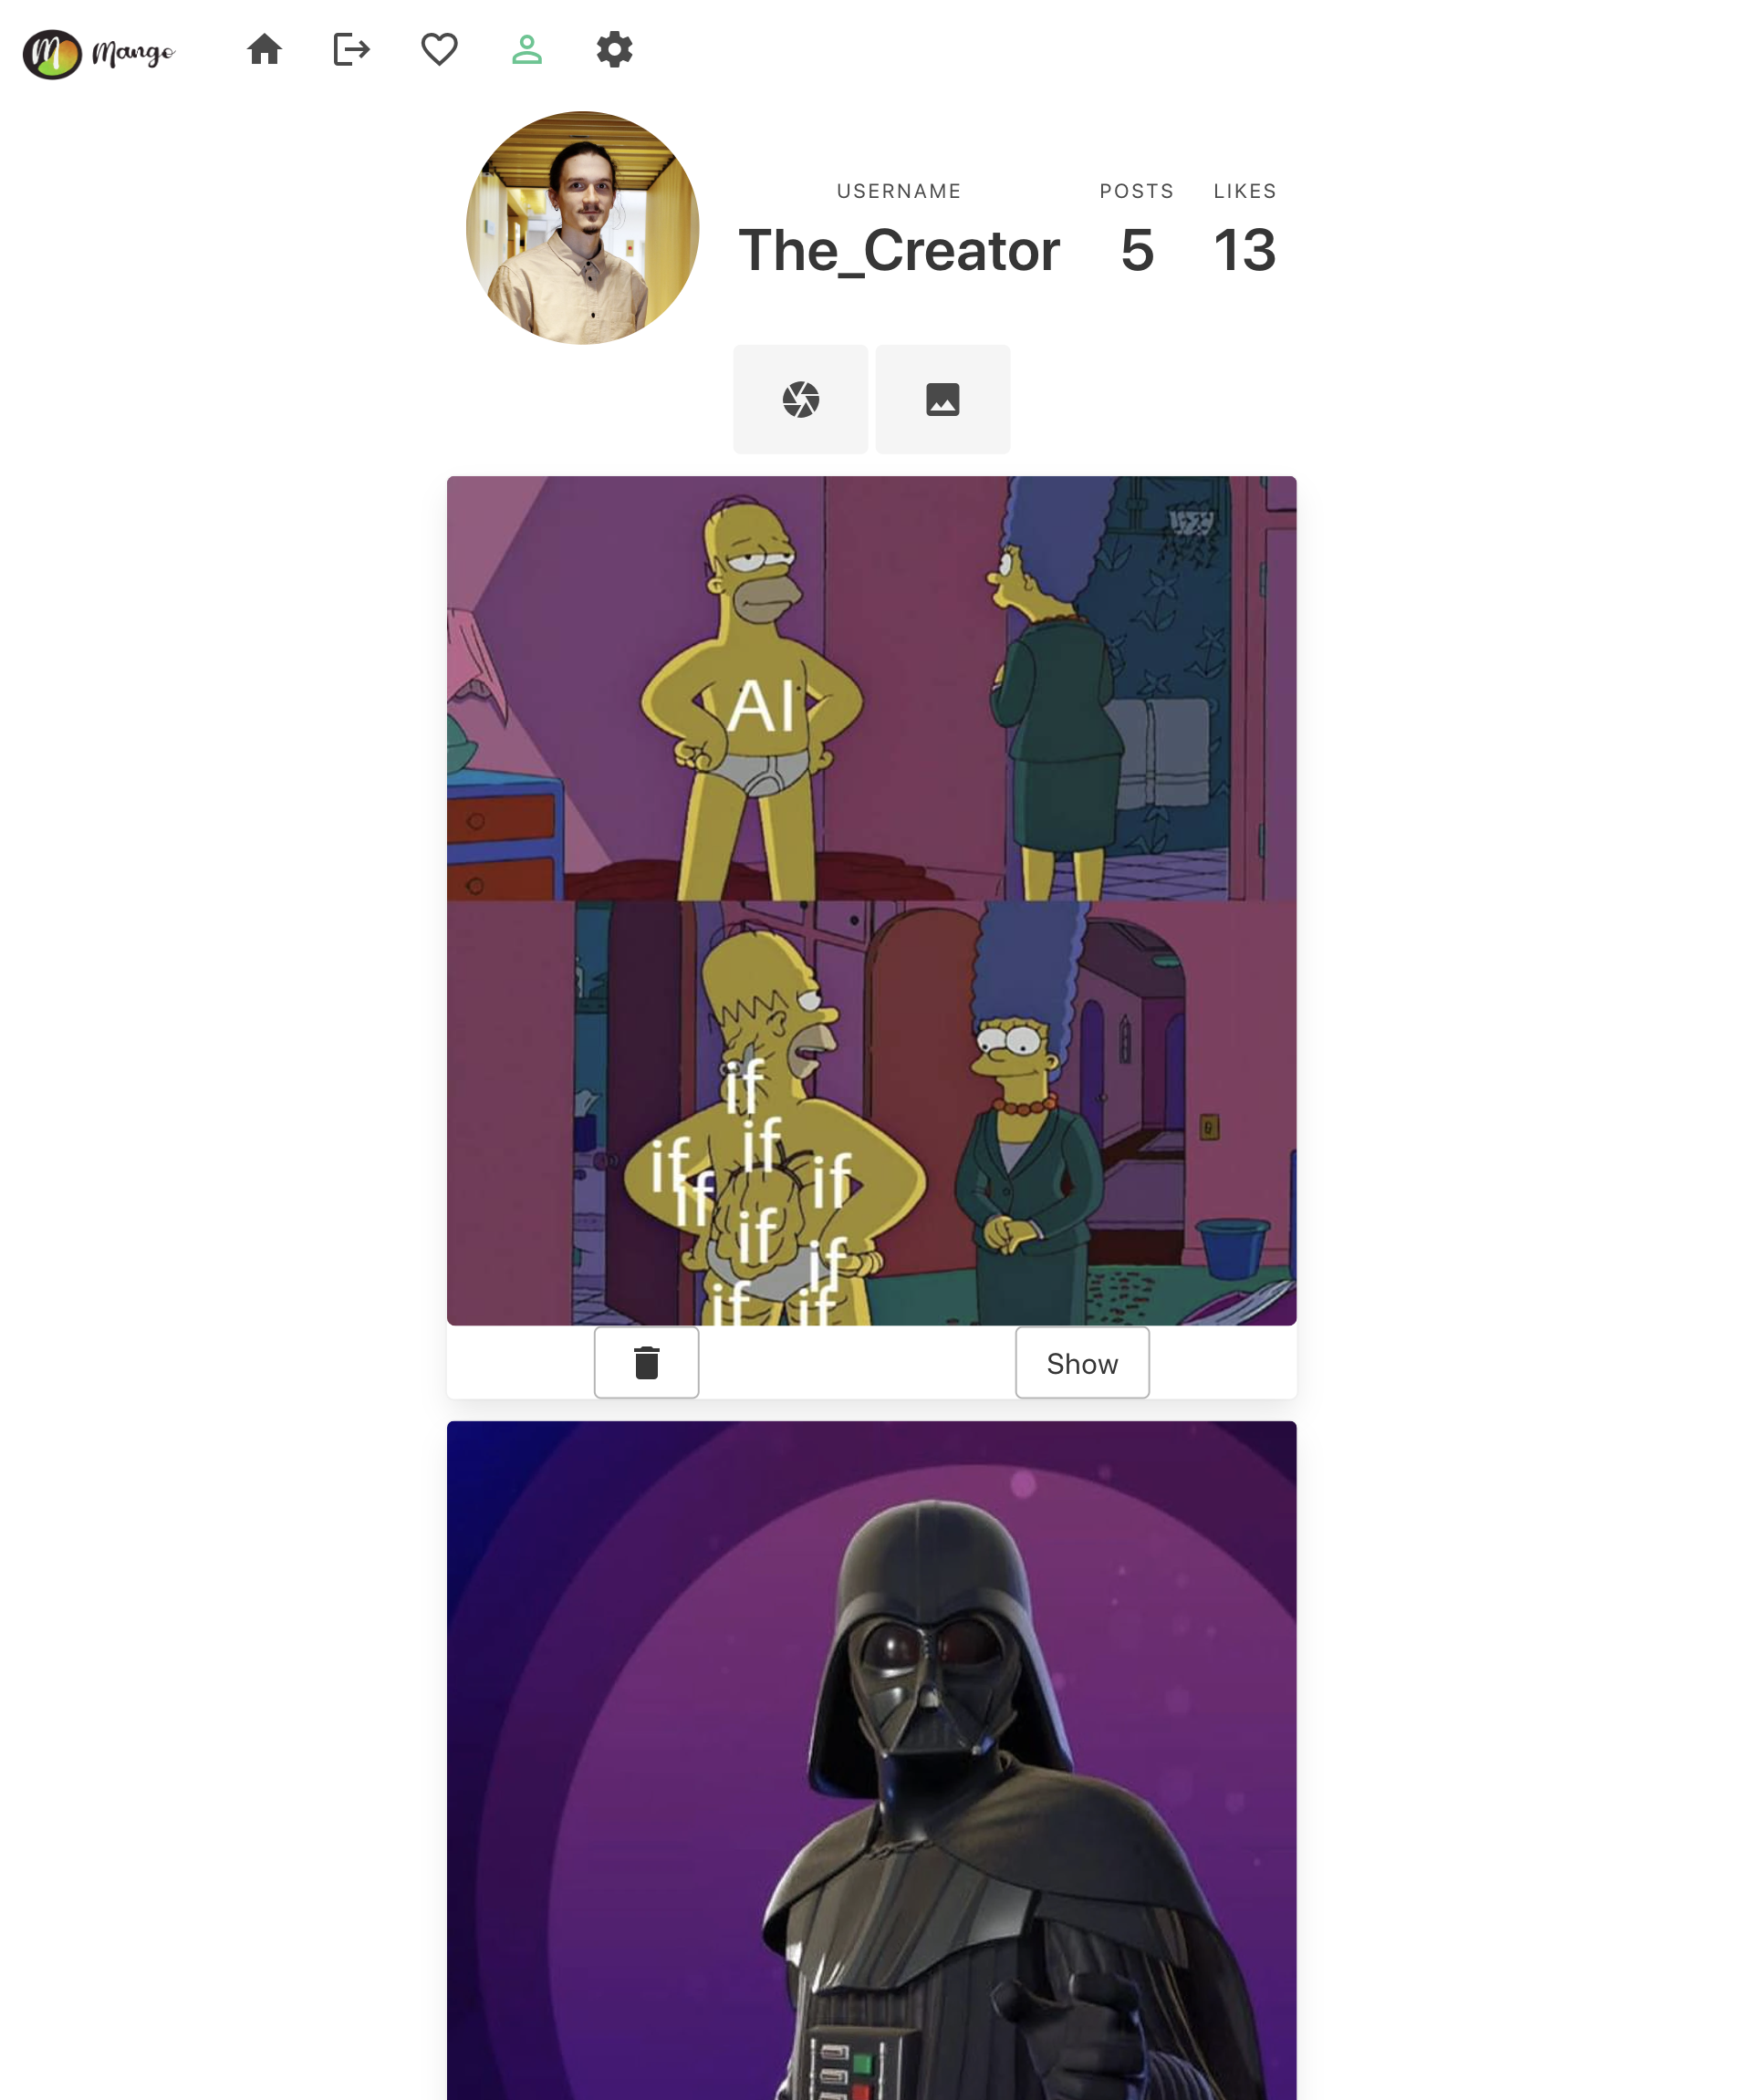 Mango
USERNAME POSTS LIKES
The_Creator 5 13
AI
if
if
if
if
if
if
if
if
if
Show